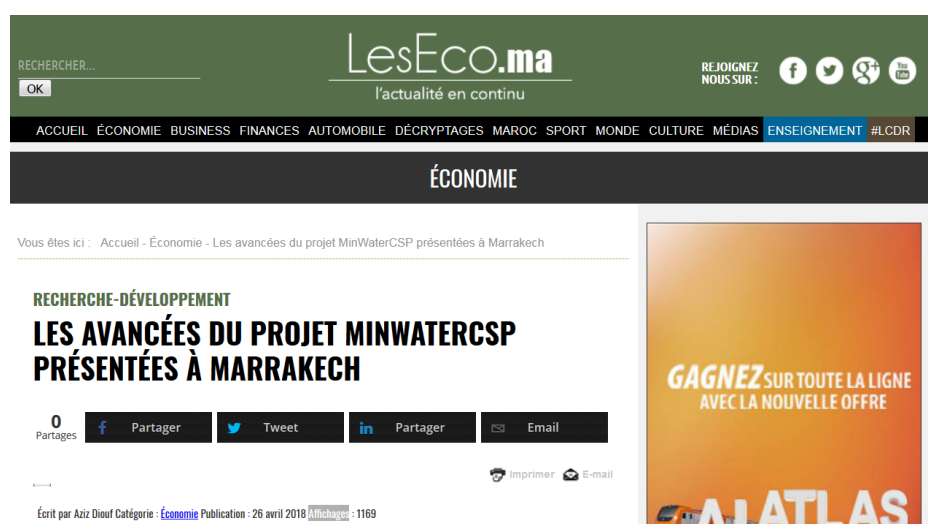 RECHERCHER...
OK
LesEco.ma
l'actualité en continu
REJOIGNEZ
NOUS SUR :
You
Tube
ACCUEIL ÉCONOMIE BUSINESS FINANCES AUTOMOBILE DÉCRYPTAGES MAROC SPORT MONDE CULTURE MÉDIAS ENSEIGNEMENT #LCDR
ÉCONOMIE
Vous êtes ici : Accueil - Économie - Les avancées du projet MinWaterCSP présentées à Marrakech
RECHERCHE-DÉVELOPPEMENT
LES AVANCÉES DU PROJET MINWATERCSP
PRÉSENTÉES À MARRAKECH
0
Partages
Partager
Tweet
Partager
Email
Imprimer E-mail
Écrit par Aziz Diouf Catégorie : Économie Publication : 26 avril 2018 Affichages : 1169
GAGNEZ SUR TOUTE LA LIGNE
AVEC LA NOUVELLE OFFRE
ATLAS